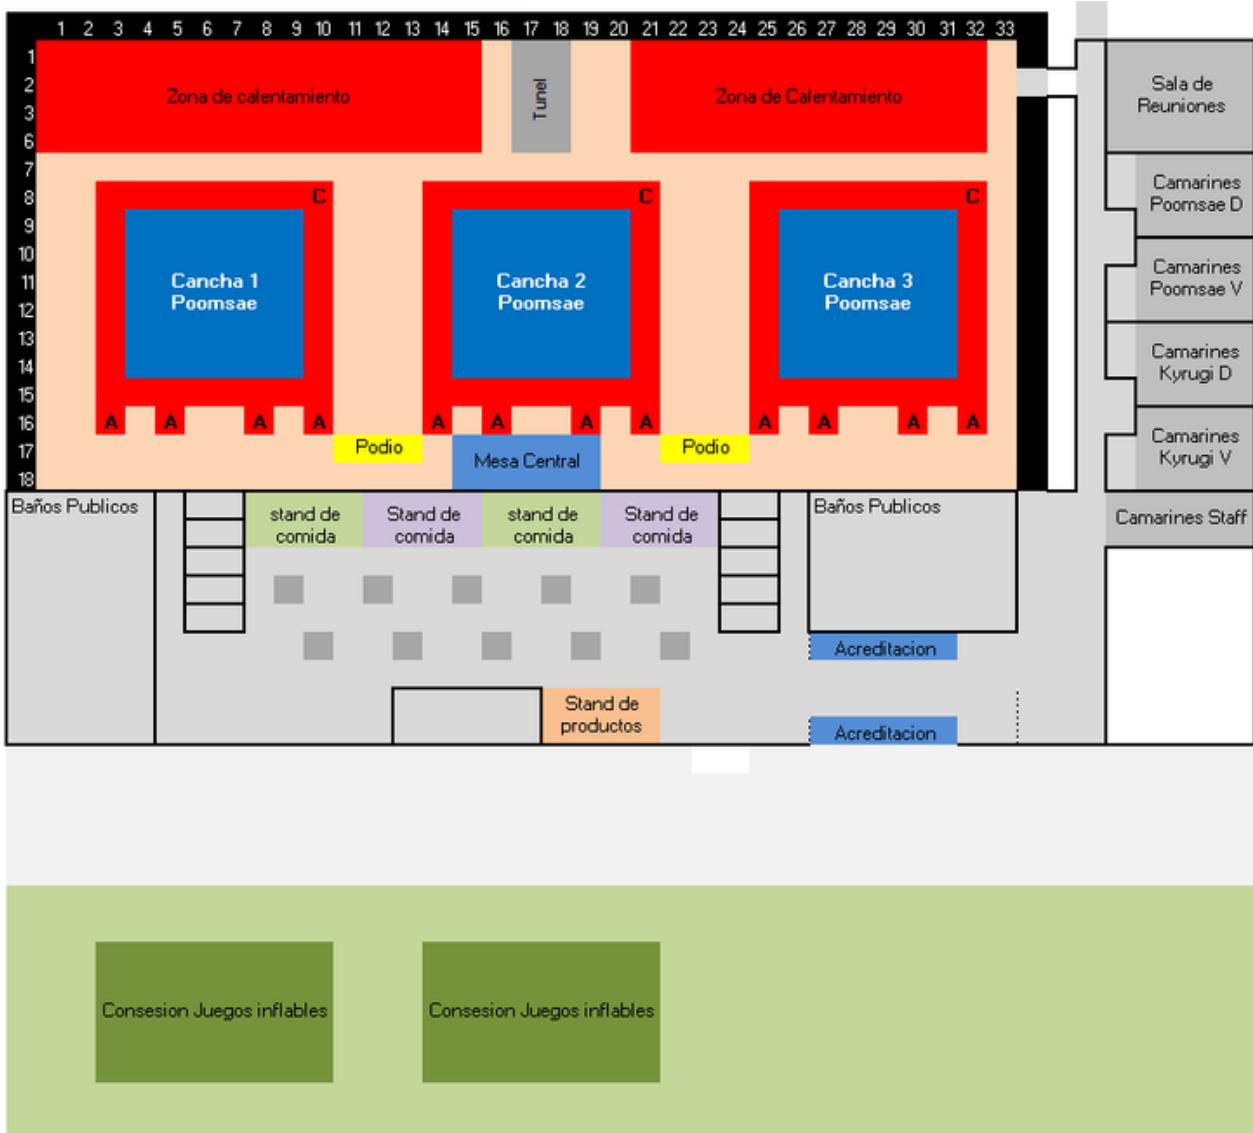 1 2 3 4 5 6 7 8 9 10 11 12 13 14 15 16 17 18 19 20 21 22 23 24 25 26 27 28 29 30 31 32 33
1
2
3
6
7
8
9
10
11
12
13
14
15
16
17
18
Zona de calentamiento
Tunel
Zona de Calentamiento
Sala de
Reuniones
Camarines
Poomsae D
Camarines
Poomsae V
Camarines
Kyrugi D
Camarines
Kyrugi V
Camarines Staff
C
C
C
Cancha 1
Poomsae
Cancha 2
Poomsae
Cancha 3
Poomsae
A A A A A A A A A A A A
Podio
Mesa Central
Podio
Baños Publicos
stand de
comida
Stand de
comida
stand de
comida
Stand de
comida
Baños Publicos
Acreditacion
Stand de
productos
Acreditacion
Consesion Juegos inflables
Consesion Juegos inflables